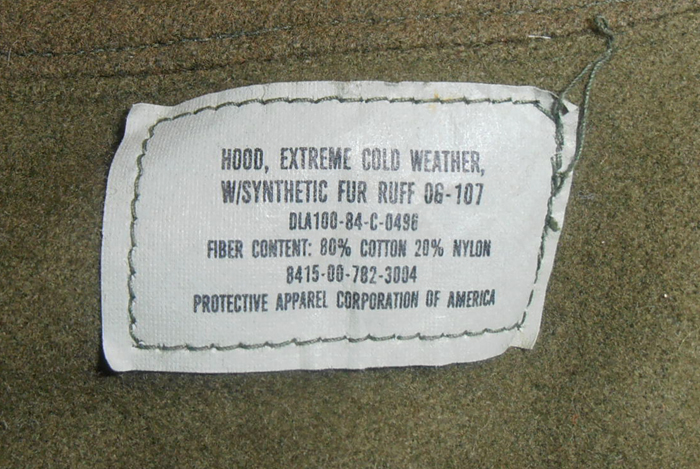 HOOD, EXTREME COLD WEATHER,
W/SYNTHETIC FUR RUFF OG-107
DLA100-84-C-0496
FIBER CONTENT: 80% COTTON 20% NYLON
8415-00-782-3004
PROTECTIVE APPAREL CORPORATION OF AMERICA